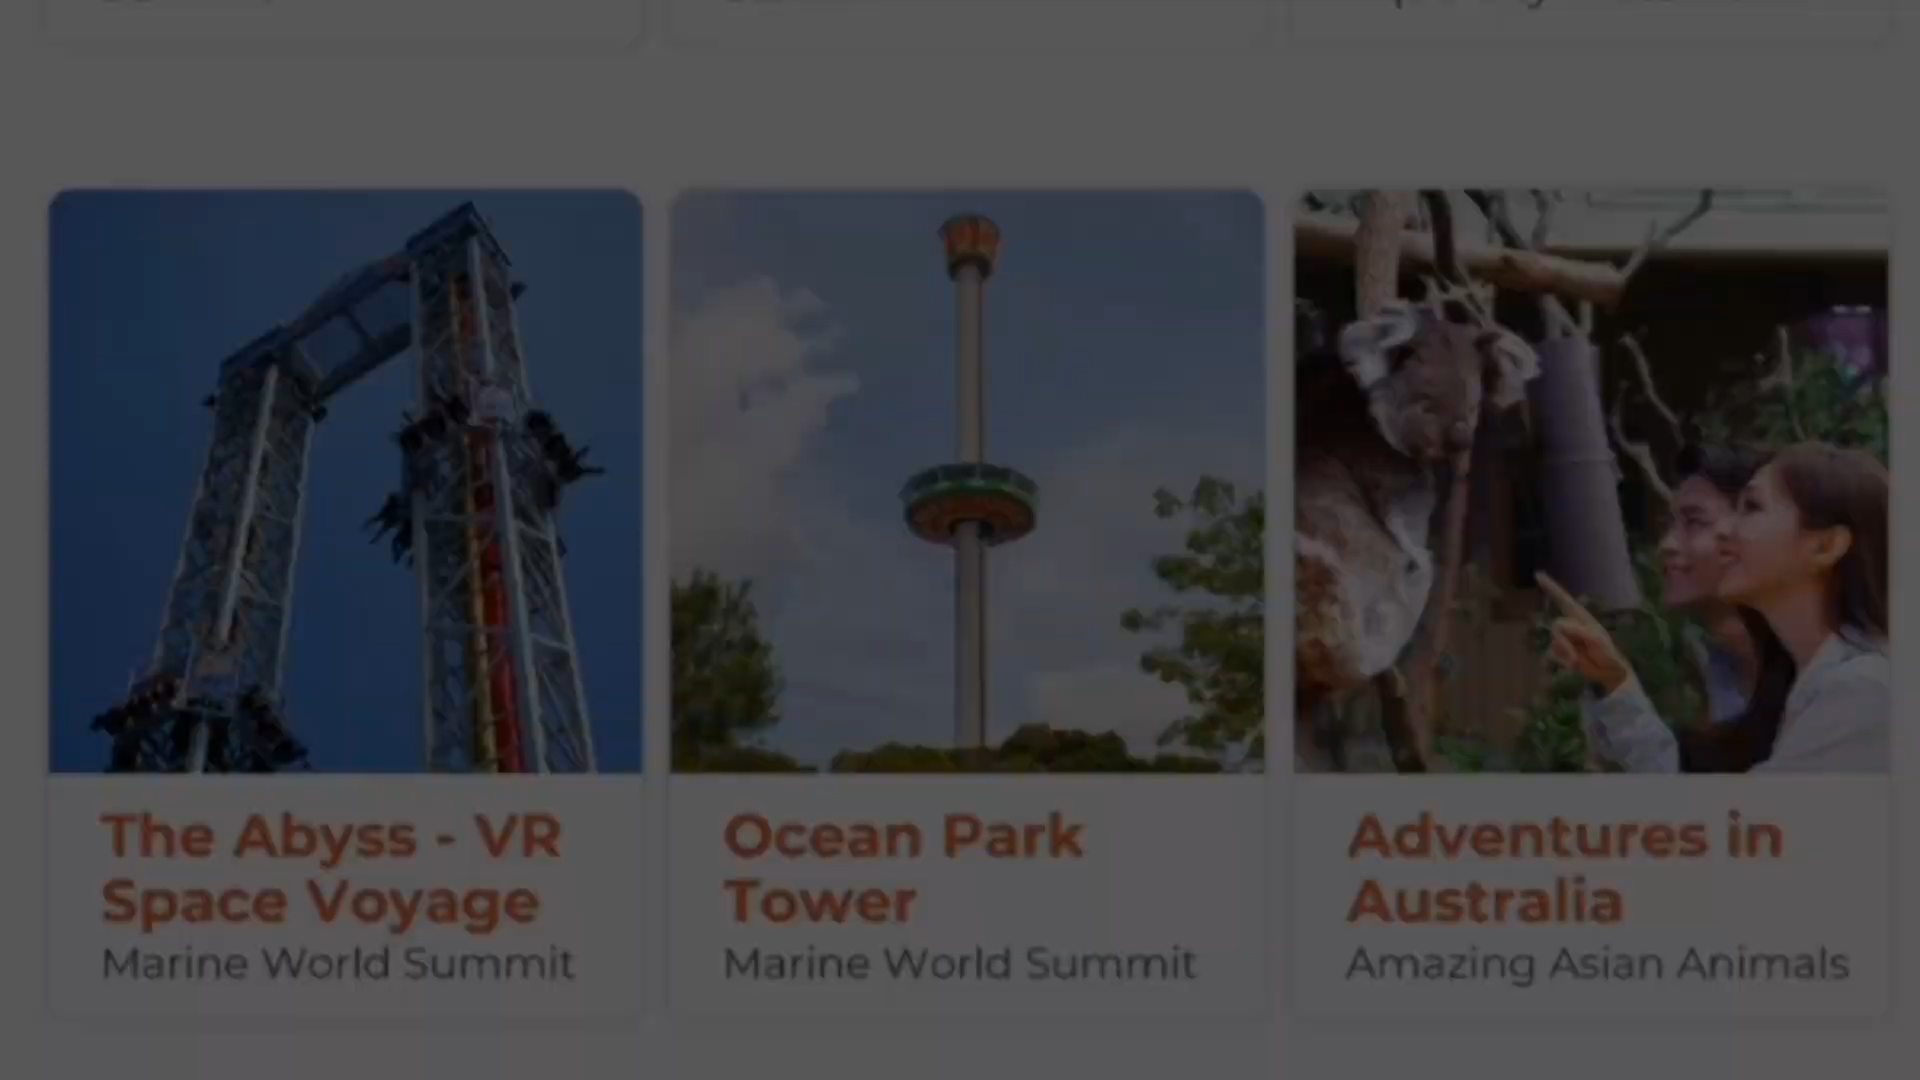 The Abyss - VR
Space Voyage
Marine World Summit
Ocean Park
Tower
Marine World Summit
Adventures in
Australia
Amazing Asian Animals